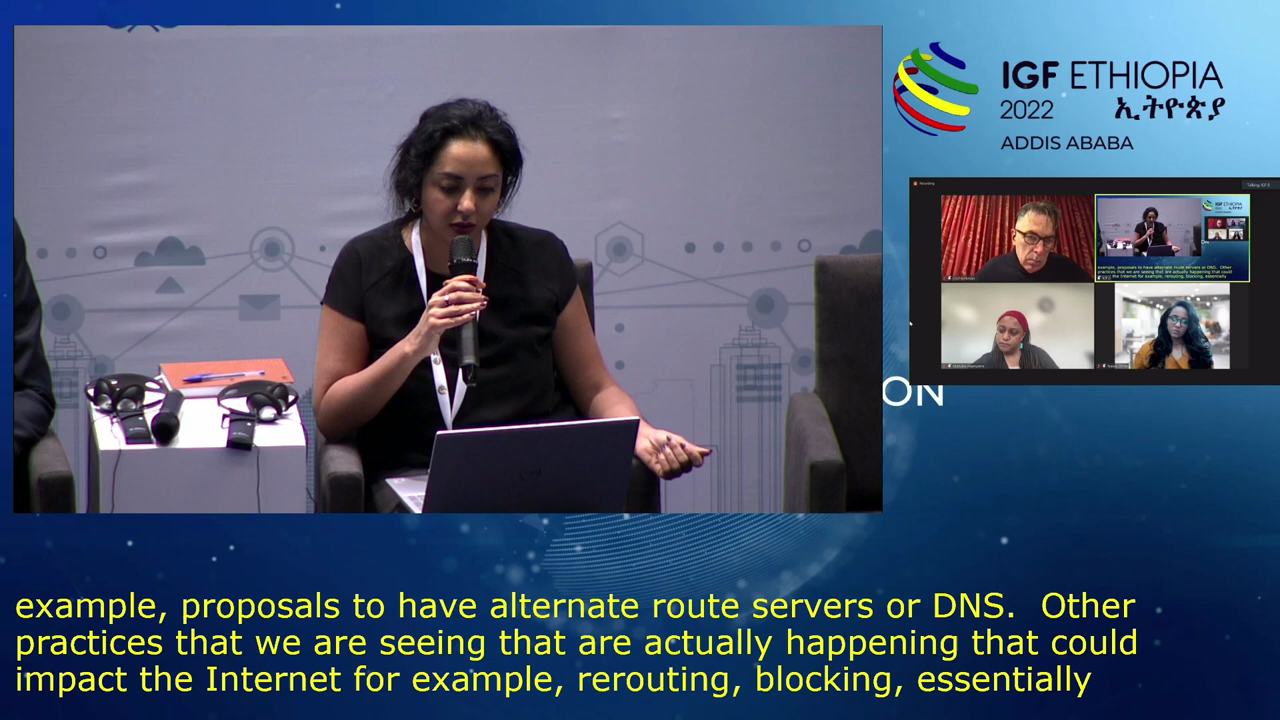 IGF ETHIOPIA
2022 ኢትዮጵያ
ADDIS ABABA
Recording
ON
example, proposals to have alternate route servers or DNS. Other
practices that we are seeing that are actually happening that could
impact the Internet for example, rerouting, blocking, essentially